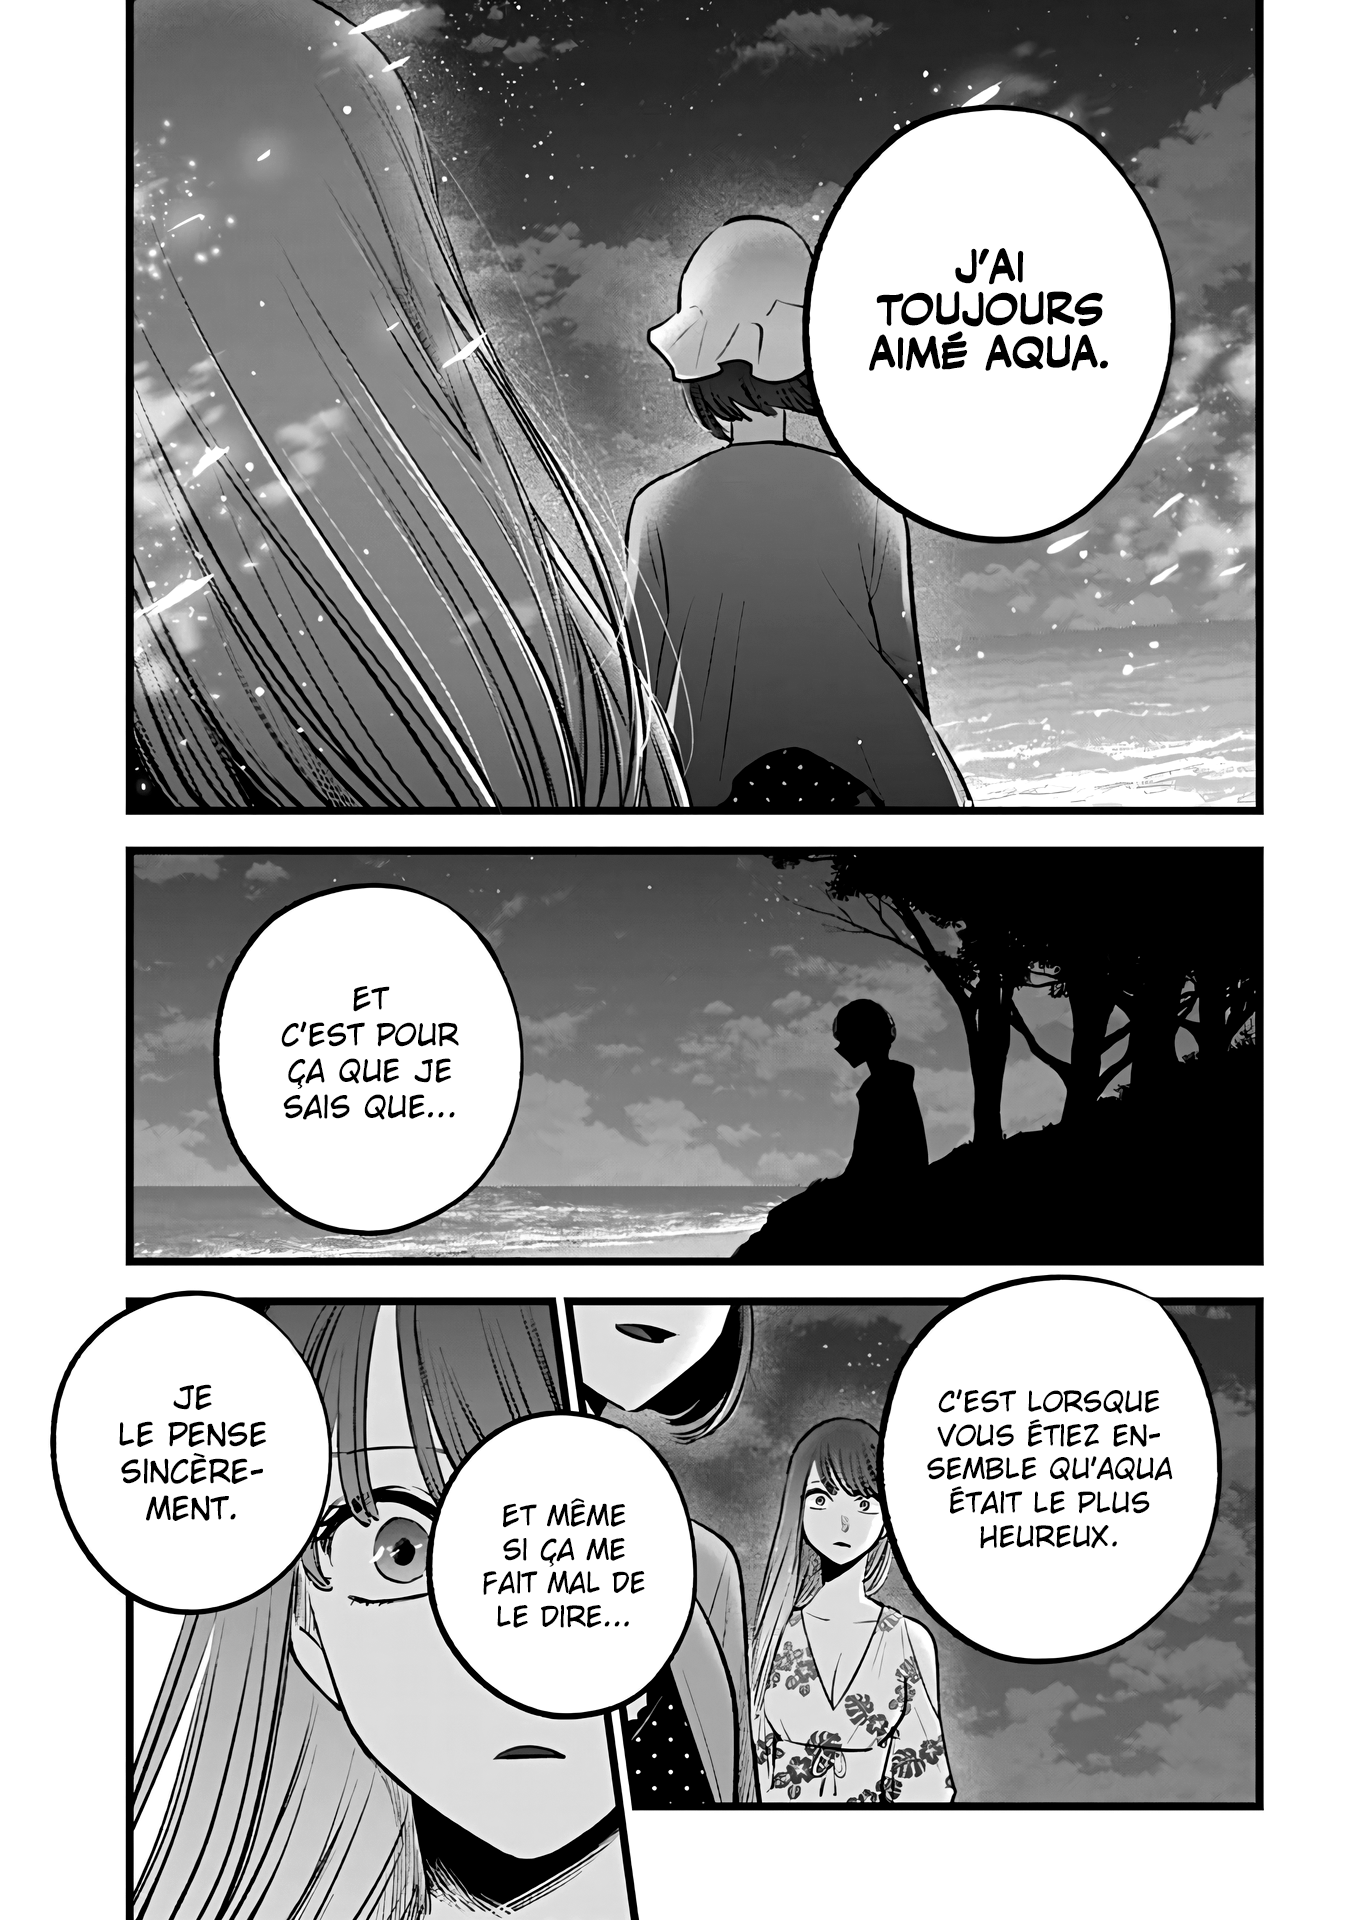 J'AI
TOUJOURS
AIMÉ AQUA.
ET
C'EST POUR
ÇA QUE JE
SAIS QUE...
C'EST LORSQUE
VOUS ÉTIEZ EN-
SEMBLE QU'AQUA
ÉTAIT LE PLUS
HEUREUX.
ET MÊME
SI ÇA ME
FAIT MAL DE
LE DIRE...
JE
LE PENSE
SINCÈRE-
MENT.